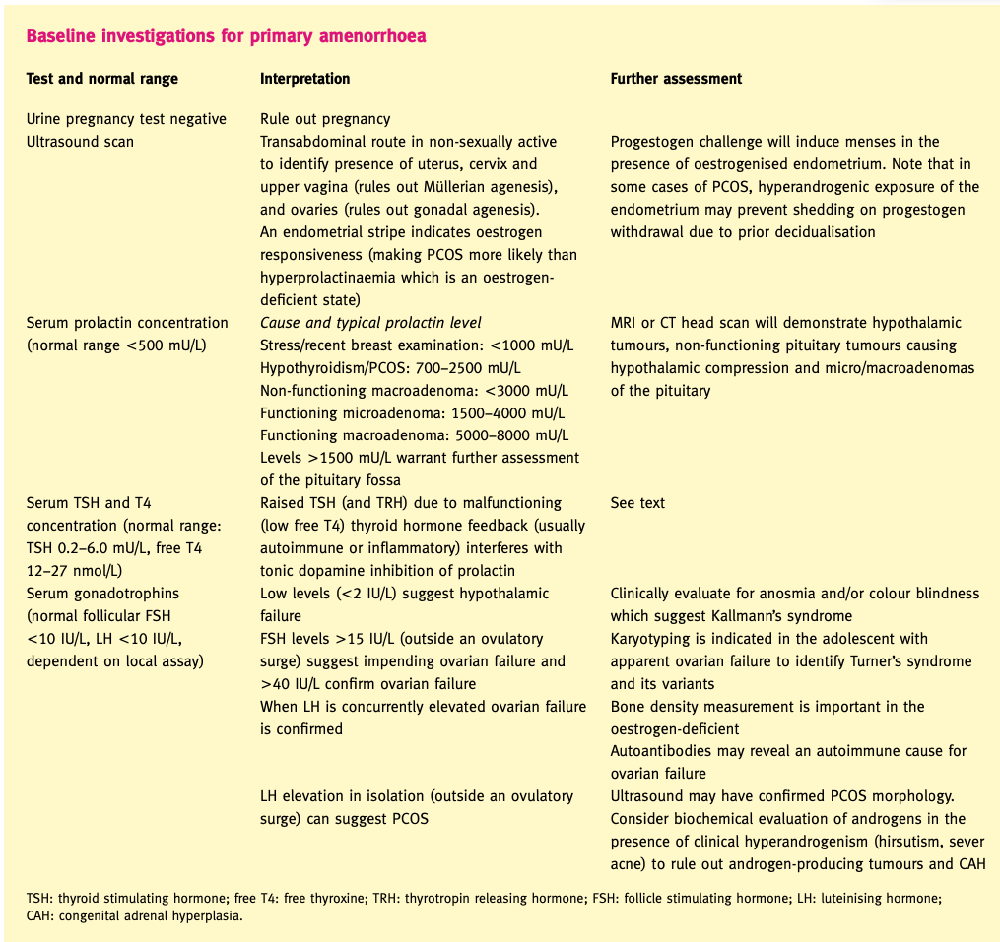 Baseline investigations for primary amenorrhoea
Test and normal range
Interpretation
Further assessment
Urine pregnancy test negative
Rule out pregnancy
Ultrasound scan
Transabdominal route in non-sexually active
to identify presence of uterus, cervix and
upper vagina (rules out Müllerian agenesis),
and ovaries (rules out gonadal agenesis).
An endometrial stripe indicates oestrogen
responsiveness (making PCOS more likely than
hyperprolactinaemia which is an oestrogen-
deficient state)
Progestogen challenge will induce menses in the
presence of oestrogenised endometrium. Note that in
some cases of PCOS, hyperandrogenic exposure of the
endometrium may prevent shedding on progestogen
withdrawal due to prior decidualisation
Serum prolactin concentration
(normal range <500 mU/L)
Cause and typical prolactin level
Stress/recent breast examination: <1000 mU/L
Hypothyroidism/PCOS: 700–2500 mU/L
Non-functioning macroadenoma: <3000 mU/L
Functioning microadenoma: 1500–4000 mU/L
Functioning macroadenoma: 5000–8000 mU/L
Levels >1500 mU/L warrant further assessment
of the pituitary fossa
MRI or CT head scan will demonstrate hypothalamic
tumours, non-functioning pituitary tumours causing
hypothalamic compression and micro/macroadenomas
of the pituitary
Serum TSH and T4
concentration (normal range:
TSH 0.2–6.0 mU/L, free T4
12–27 nmol/L)
Raised TSH (and TRH) due to malfunctioning
(low free T4) thyroid hormone feedback (usually
autoimmune or inflammatory) interferes with
tonic dopamine inhibition of prolactin
See text
Serum gonadotrophins
(normal follicular FSH
<10 IU/L, LH <10 IU/L,
dependent on local assay)
Low levels (<2 IU/L) suggest hypothalamic
failure
Clinically evaluate for anosmia and/or colour blindness
which suggest Kallmann's syndrome
FSH levels >15 IU/L (outside an ovulatory
surge) suggest impending ovarian failure and
>40 IU/L confirm ovarian failure
Karyotyping is indicated in the adolescent with
apparent ovarian failure to identify Turner's syndrome
and its variants
When LH is concurrently elevated ovarian failure
is confirmed
Bone density measurement is important in the
oestrogen-deficient
Autoantibodies may reveal an autoimmune cause for
ovarian failure
LH elevation in isolation (outside an ovulatory
surge) can suggest PCOS
Ultrasound may have confirmed PCOS morphology.
Consider biochemical evaluation of androgens in the
presence of clinical hyperandrogenism (hirsutism, sever
acne) to rule out androgen-producing tumours and CAH
TSH: thyroid stimulating hormone; free T4: free thyroxine; TRH: thyrotropin releasing hormone; FSH: follicle stimulating hormone; LH: luteinising hormone;
CAH: congenital adrenal hyperplasia.